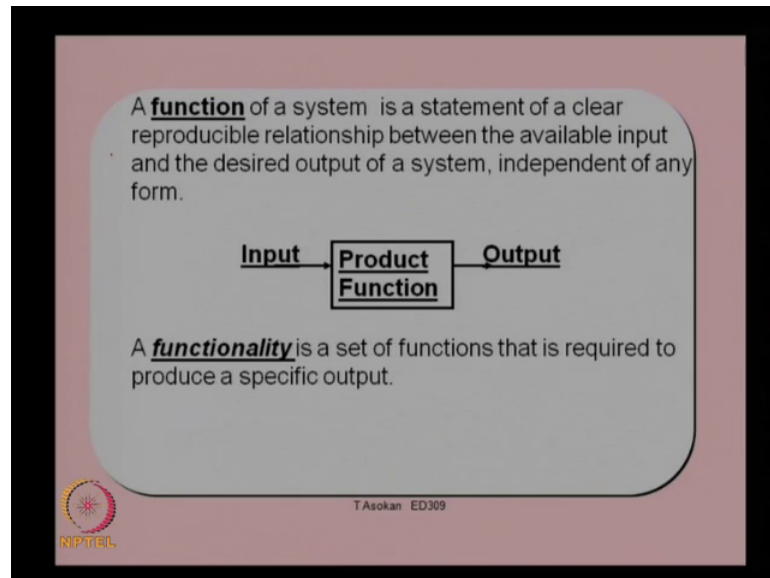 A function of a system is a statement of a clear
reproducible relationship between the available input
and the desired output of a system, independent of any
form.
Input Product Output
Function
A functionality is a set of functions that is required to
produce a specific output.
T Asokan ED309
NPTEL